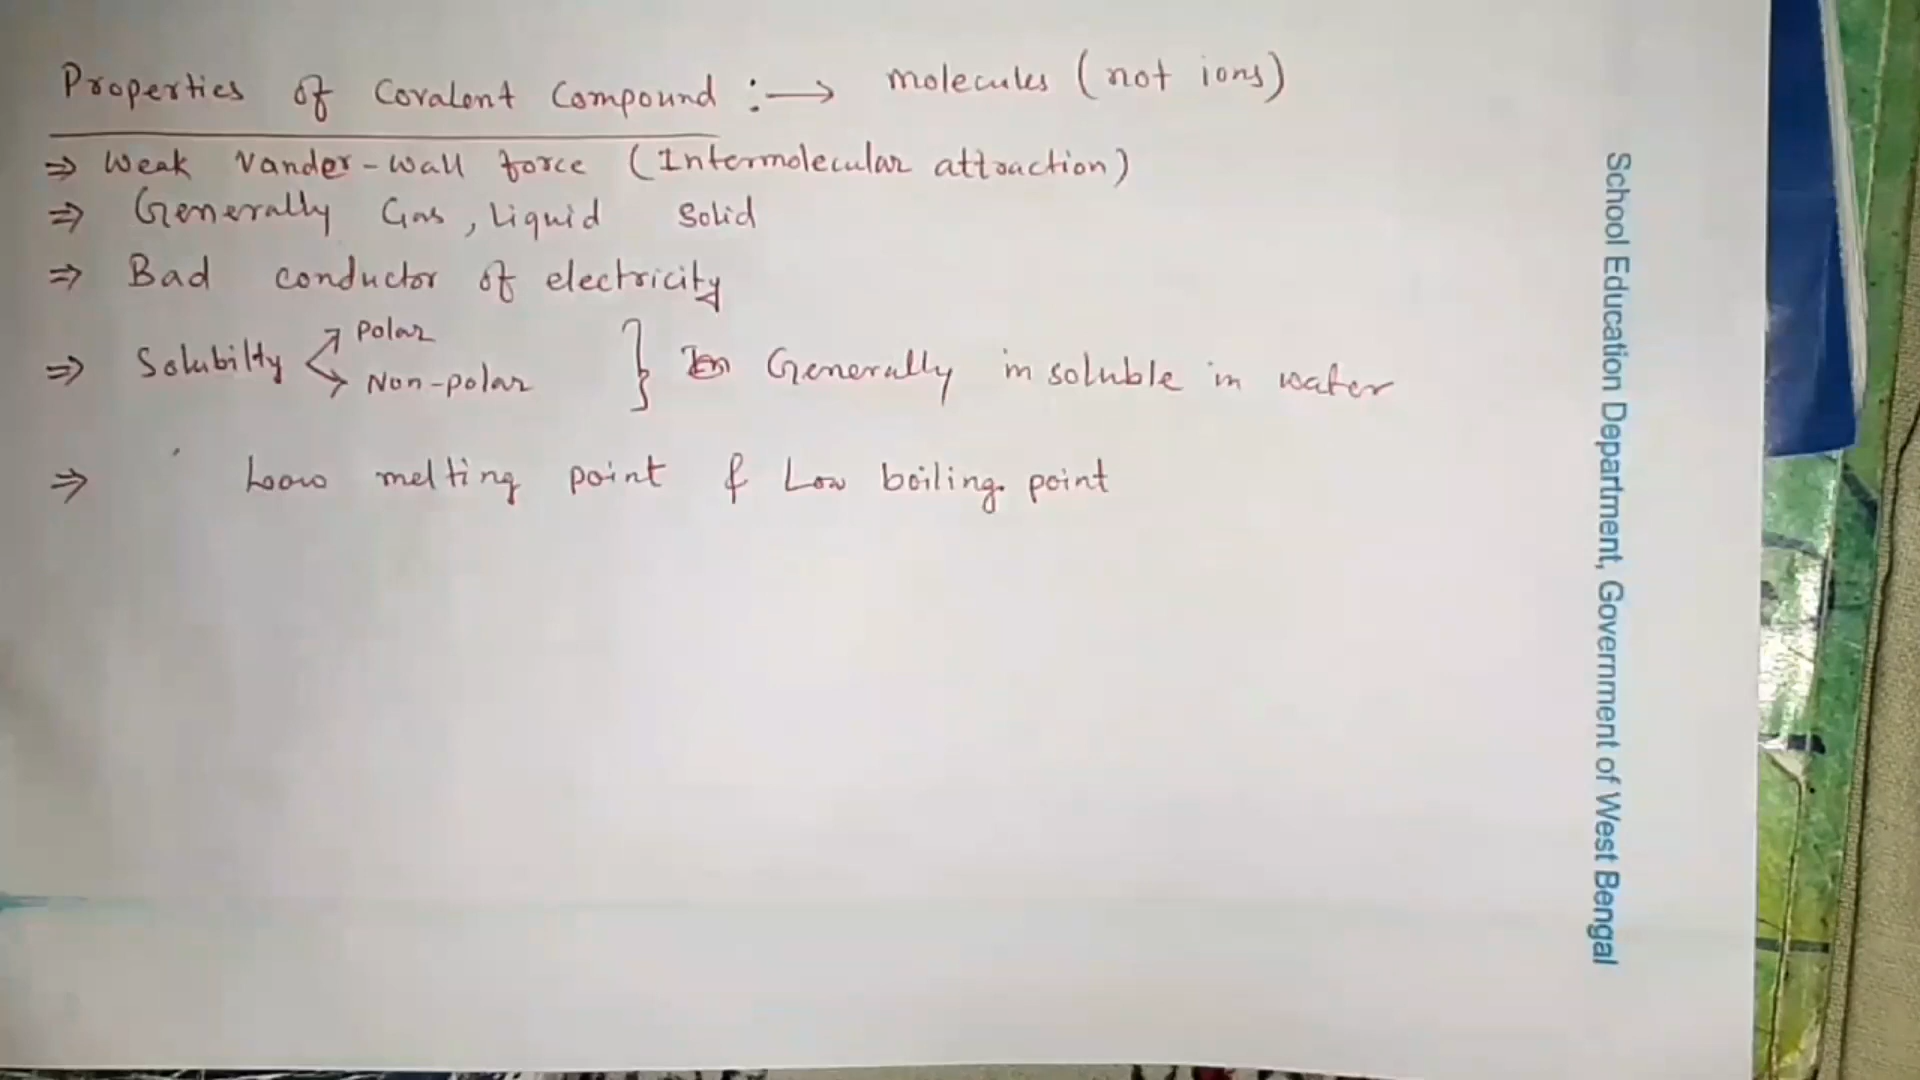 Properties of Covalent Compound :→ molecules (not ions)
⇒ Weak Vander-wall force (Intermolecular attraction)
⇒ Generally Gas, Liquid Solid
⇒ Bad conductor of electricity
⇒ Solubilty Polar
Non-polar } Generally insoluble in water
⇒ Low melting point & Low boiling point
School Education Department, Government of West Bengal